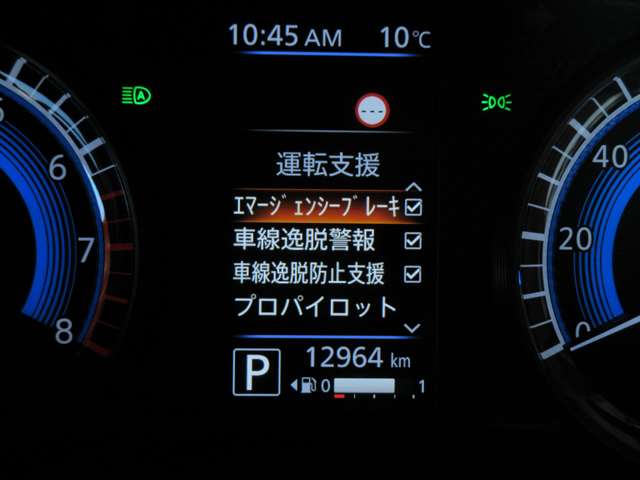 10:45 AM 10℃
A
---
運転支援
ｴﾏｰｼﾞｪﾝｼｰﾌﾞﾚｰｷ
車線逸脱警報
車線逸脱防止支援
プロパイロット
P 12964 km
0 1
6
7
8
40
20
0